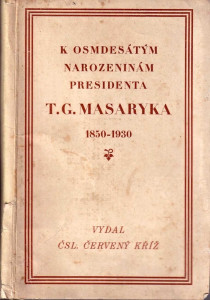 K OSMDESÁTÝM
NAROZENINÁM
PRESIDENTA
T. G. MASARYKA
1850-1930
VYDAL
ČSL. ČERVENÝ KŘÍŽ